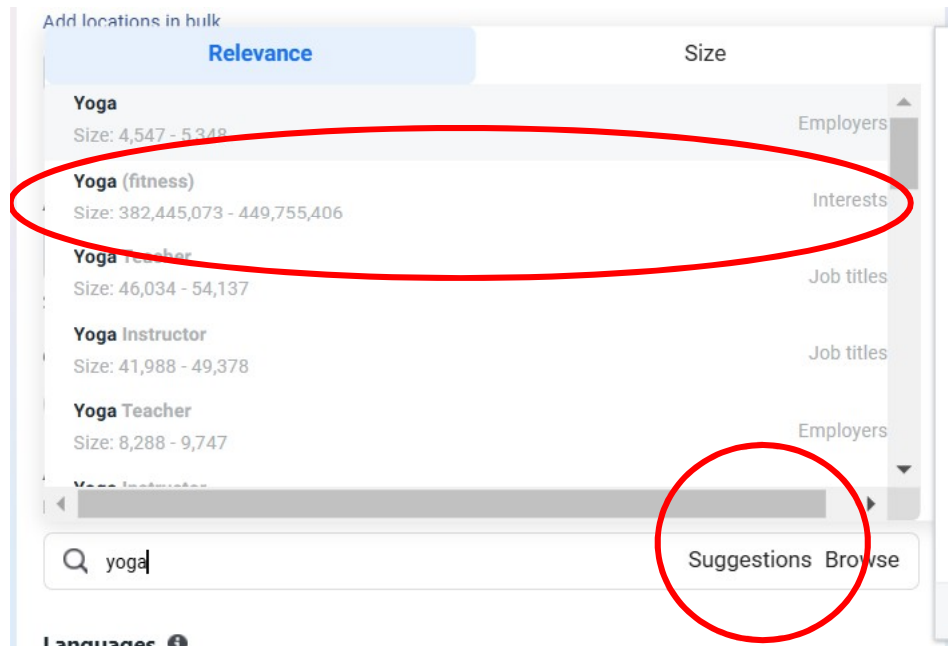 Add locations in bulk
Relevance Size
Yoga
Size: 4,547 - 5,348 Employers
Yoga (fitness)
Size: 382,445,073 - 449,755,406 Interests
Yoga Teacher
Size: 46,034 - 54,137 Job titles
Yoga Instructor
Size: 41,988 - 49,378 Job titles
Yoga Teacher
Size: 8,288 - 9,747 Employers
Yoga Instructor
yoga Suggestions Browse
Languages